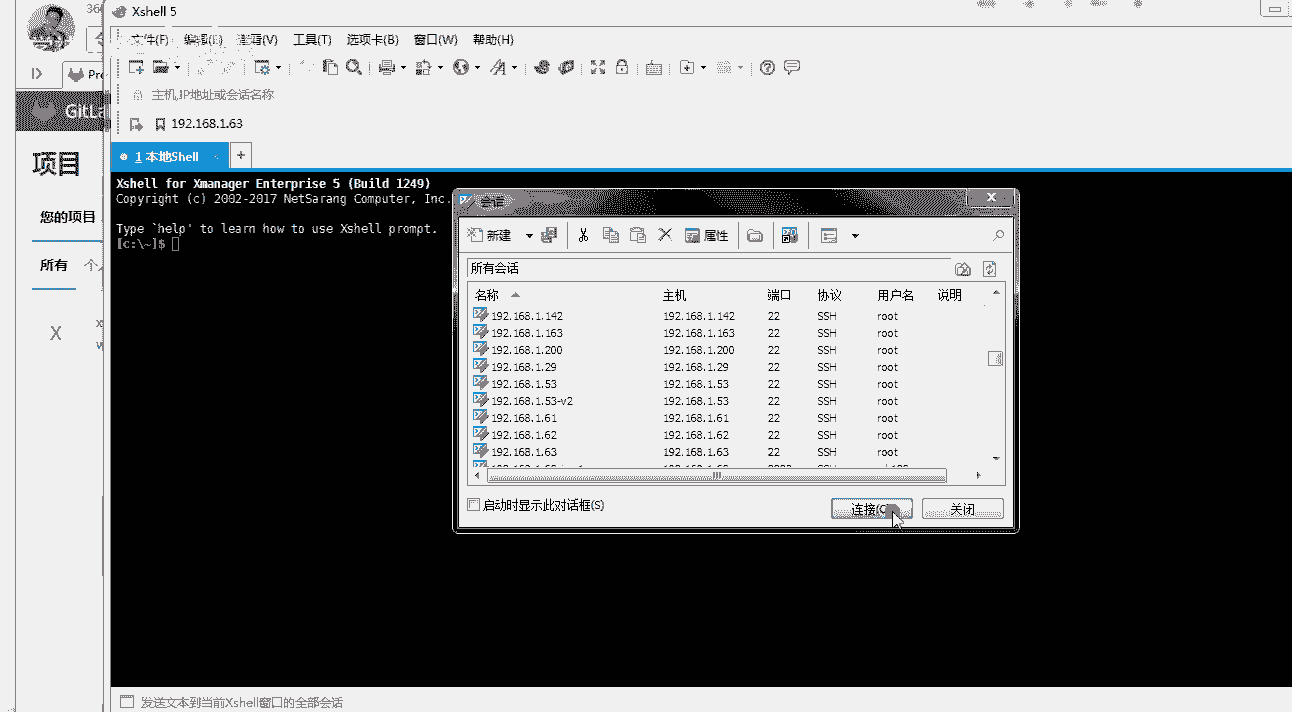 Xshell 5
文件(F) 编辑(E) 查看(V) 工具(T) 选项卡(B) 窗口(W) 帮助(H)
主机,IP地址或会话名称
192.168.1.63
1 本地Shell
+
GitLa
项目
您的项目
所有 个人
X
Xshell for Xmanager Enterprise 5 (Build 1249)
Copyright (c) 2002-2017 NetSarang Computer, Inc.
Type `help' to learn how to use Xshell prompt.
[c:\~]$
会话
新建 属性
所有会话
名称 主机 端口 协议 用户名 说明
192.168.1.142 192.168.1.142 22 SSH root
192.168.1.163 192.168.1.163 22 SSH root
192.168.1.200 192.168.1.200 22 SSH root
192.168.1.29 192.168.1.29 22 SSH root
192.168.1.53 192.168.1.53 22 SSH root
192.168.1.53-v2 192.168.1.53 22 SSH root
192.168.1.61 192.168.1.61 22 SSH root
192.168.1.62 192.168.1.62 22 SSH root
192.168.1.63 192.168.1.63 22 SSH root
启动时显示此对话框(S)
连接(C) 关闭
发送文本到当前Xshell窗口的全部会话